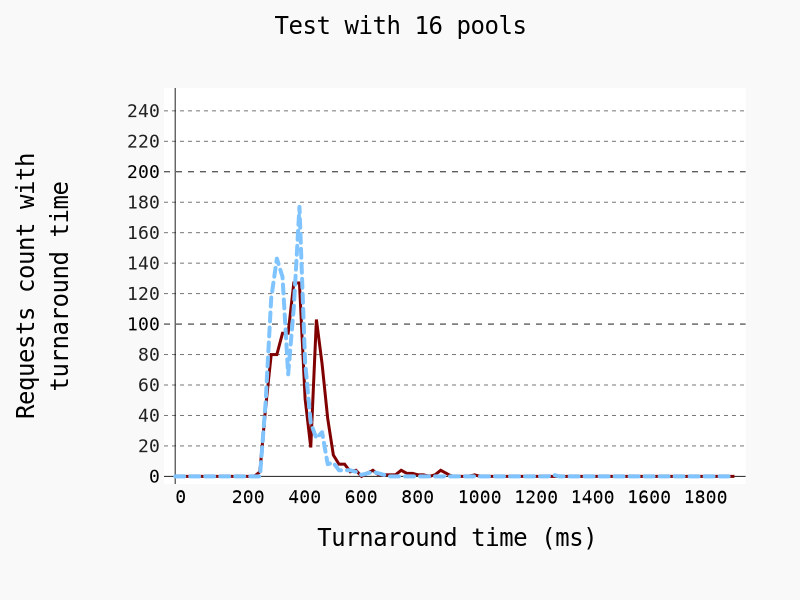 Test with 16 pools
Requests count with
turnaround time
240
220
200
180
160
140
120
100
80
60
40
20
0
0 200 400 600 800 1000 1200 1400 1600 1800
Turnaround time (ms)